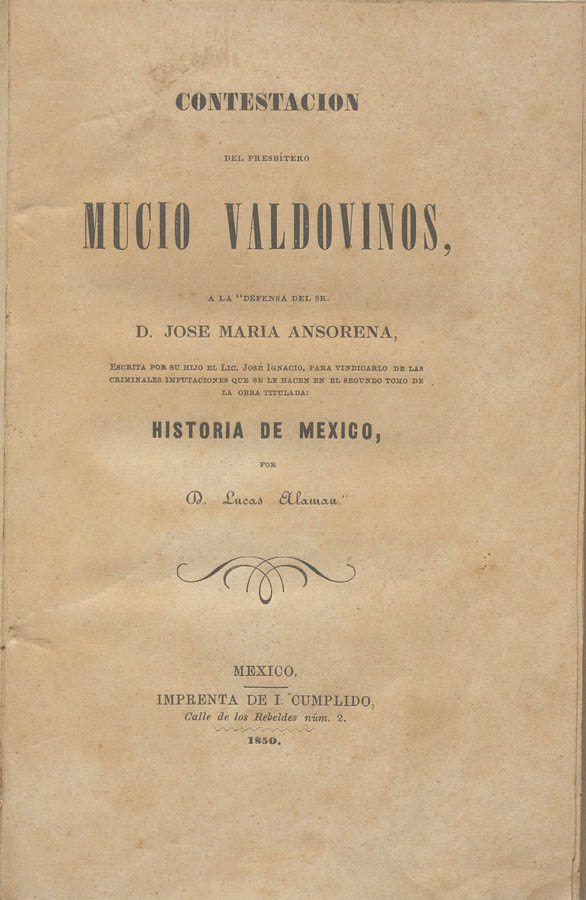 CONTESTACION
DEL PRESBÍTERO
MUCIO VALDOVINOS,
A LA "DEFENSA DEL SR.
D. JOSE MARIA ANSORENA,
ESCRITA POR SU HIJO EL LIC. JOSÉ IGNACIO, PARA VINDICARLO DE LAS
CRIMINALES IMPUTACIONES QUE SE LE HACEN EN EL SEGUNDO TOMO DE
LA OBRA TITULADA:
HISTORIA DE MEXICO,
POR
D. Lucas Alaman."
MEXICO.
IMPRENTA DE I. CUMPLIDO,
Calle de los Rebeldes núm. 2.
1850.